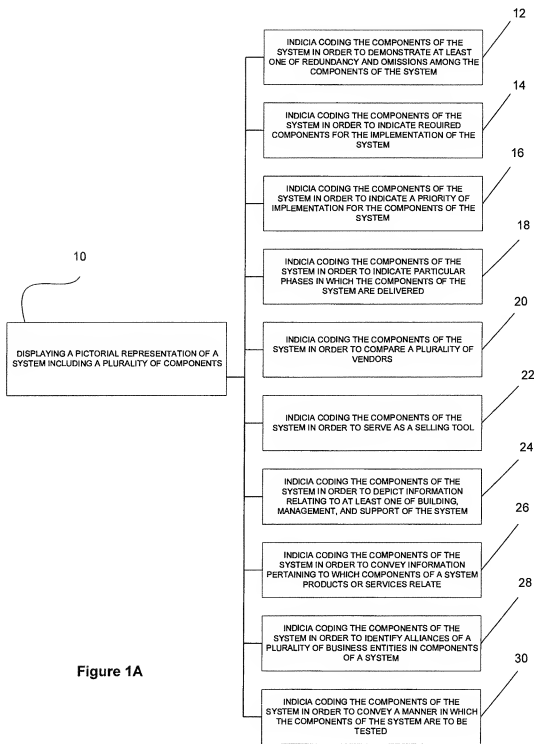 12
INDICIA CODING THE COMPONENTS OF THE
SYSTEM IN ORDER TO DEMONSTRATE AT LEAST
ONE OF REDUNDANCY AND OMISSIONS AMONG THE
COMPONENTS OF THE SYSTEM
14
INDICIA CODING THE COMPONENTS OF THE
SYSTEM IN ORDER TO INDICATE REQUIRED
COMPONENTS FOR THE IMPLEMENTATION OF THE
SYSTEM
16
INDICIA CODING THE COMPONENTS OF THE
SYSTEM IN ORDER TO INDICATE A PRIORITY OF
IMPLEMENTATION FOR THE COMPONENTS OF THE
SYSTEM
18
INDICIA CODING THE COMPONENTS OF THE
SYSTEM IN ORDER TO INDICATE PARTICULAR
PHASES IN WHICH THE COMPONENTS OF THE
SYSTEM ARE DELIVERED
10
DISPLAYING A PICTORIAL REPRESENTATION OF A
SYSTEM INCLUDING A PLURALITY OF COMPONENTS
20
INDICIA CODING THE COMPONENTS OF THE
SYSTEM IN ORDER TO COMPARE A PLURALITY OF
VENDORS
22
INDICIA CODING THE COMPONENTS OF THE
SYSTEM IN ORDER TO SERVE AS A SELLING TOOL
24
INDICIA CODING THE COMPONENTS OF THE
SYSTEM IN ORDER TO DEPICT INFORMATION
RELATING TO AT LEAST ONE OF BUILDING,
MANAGEMENT, AND SUPPORT OF THE SYSTEM
26
INDICIA CODING THE COMPONENTS OF THE
SYSTEM IN ORDER TO CONVEY INFORMATION
PERTAINING TO WHICH COMPONENTS OF A SYSTEM
PRODUCTS OR SERVICES RELATE
28
INDICIA CODING THE COMPONENTS OF THE
SYSTEM IN ORDER TO IDENTIFY ALLIANCES OF A
PLURALITY OF BUSINESS ENTITIES IN COMPONENTS
OF A SYSTEM
30
INDICIA CODING THE COMPONENTS OF THE
SYSTEM IN ORDER TO CONVEY A MANNER IN WHICH
THE COMPONENTS OF THE SYSTEM ARE TO BE
TESTED
Figure 1A